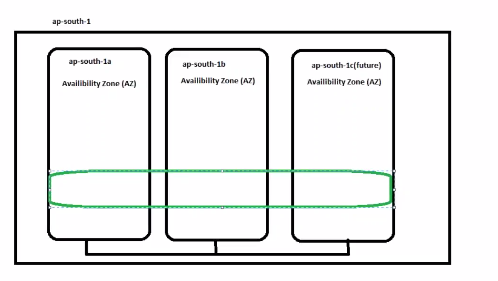 ap-south-1
ap-south-1a
Availibility Zone (AZ)
ap-south-1b
Availibility Zone (AZ)
ap-south-1c(future)
Availibility Zone (AZ)